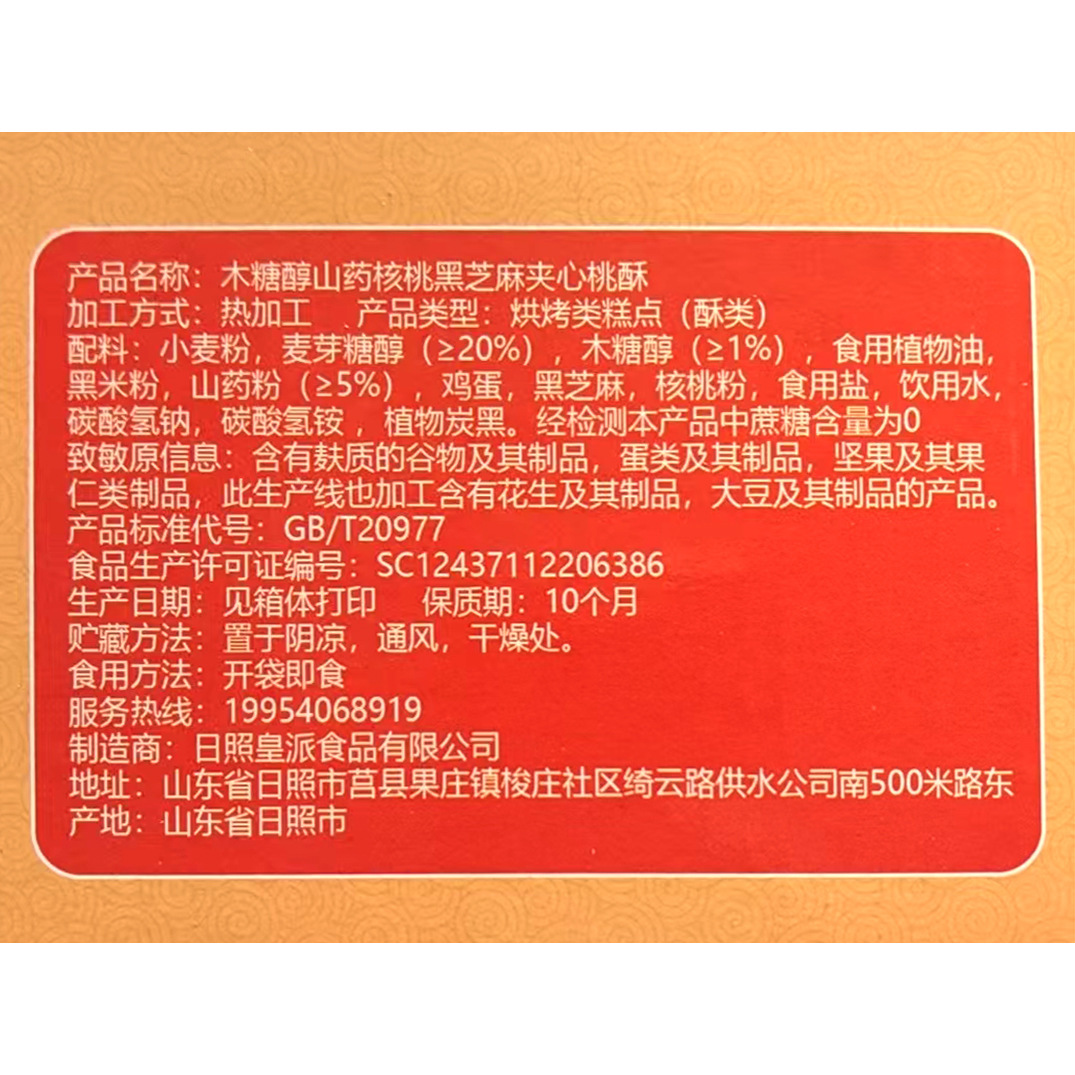 产品名称：木糖醇山药核桃黑芝麻夹心桃酥
加工方式：热加工 产品类型：烘烤类糕点（酥类）
配料：小麦粉，麦芽糖醇（≥20%），木糖醇（≥1%），食用植物油，
黑米粉，山药粉（≥5%），鸡蛋，黑芝麻，核桃粉，食用盐，饮用水，
碳酸氢钠，碳酸氢铵，植物炭黑。经检测本产品中蔗糖含量为0
致敏原信息：含有麸质的谷物及其制品，蛋类及其制品，坚果及其果
仁类制品，此生产线也加工含有花生及其制品，大豆及其制品的产品。
产品标准代号：GB/T20977
食品生产许可证编号：SC12437112206386
生产日期：见箱体打印 保质期：10个月
贮藏方法：置于阴凉，通风，干燥处。
食用方法：开袋即食
服务热线：19954068919
制造商：日照皇派食品有限公司
地址：山东省日照市莒县果庄镇梭庄社区绮云路供水公司南500米路东
产地：山东省日照市